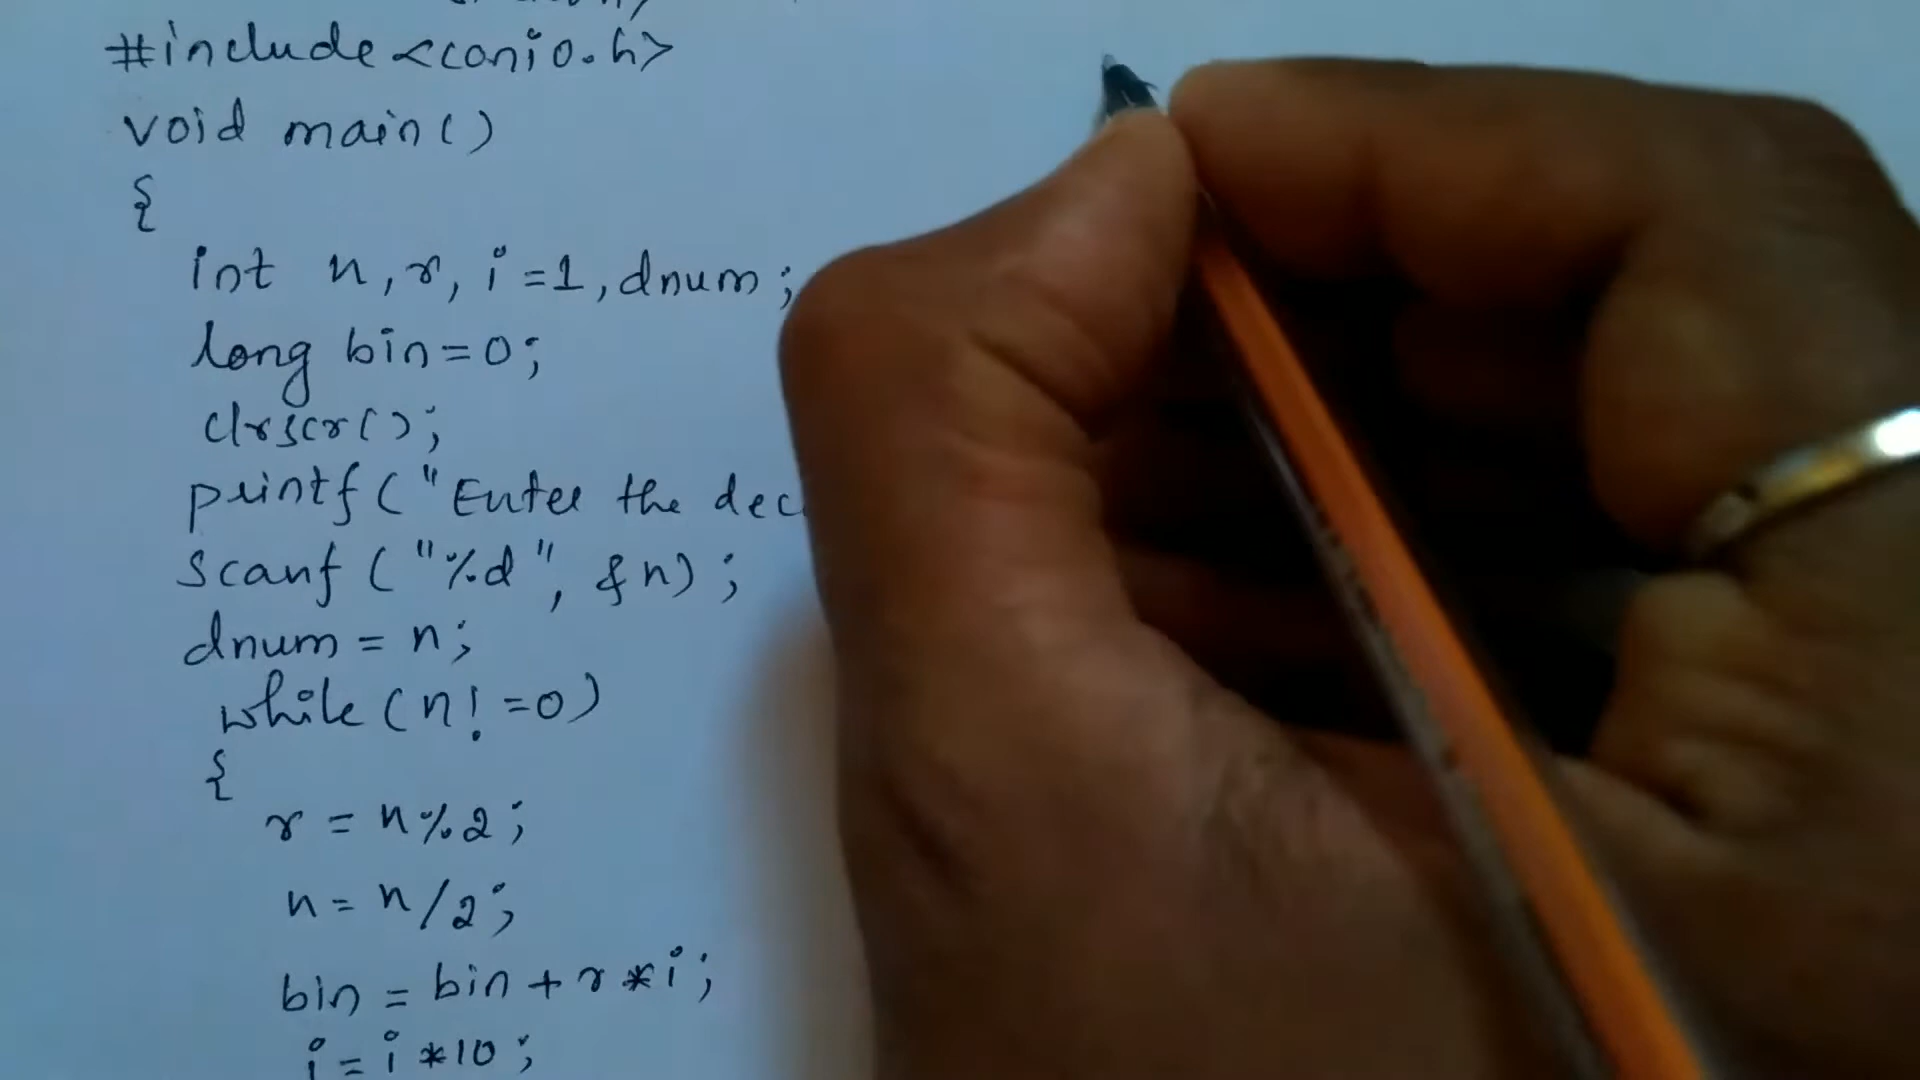 #include <conio.h>
void main()
{
int n, r, i=1, dnum;
long bin=0;
clrscr();
printf("Enter the dec
scanf("%d", &n);
dnum = n;
while (n!=0)
{
r = n%2;
n = n/2;
bin = bin + r*i;
i = i*10;